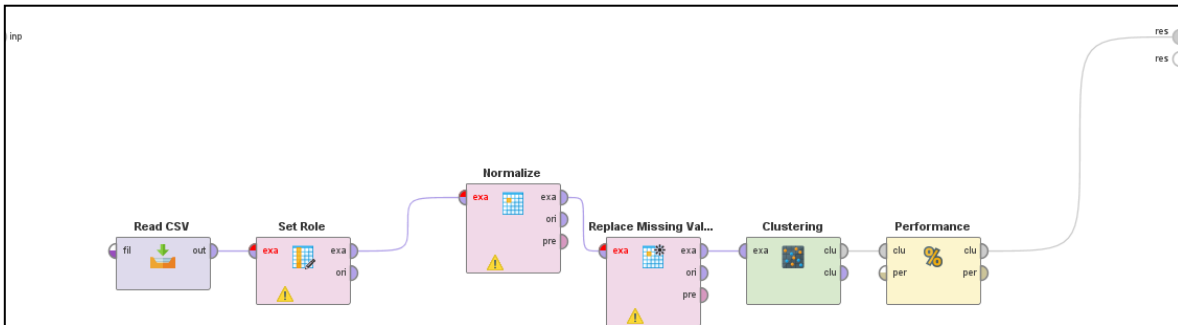 inp
res
res
Normalize
exa exa
ori
pre
Read CSV
fil out
Set Role
exa exa
ori
Replace Missing Val...
exa exa
ori
pre
Clustering
exa clu
clu
Performance
% 
clu clu
per per